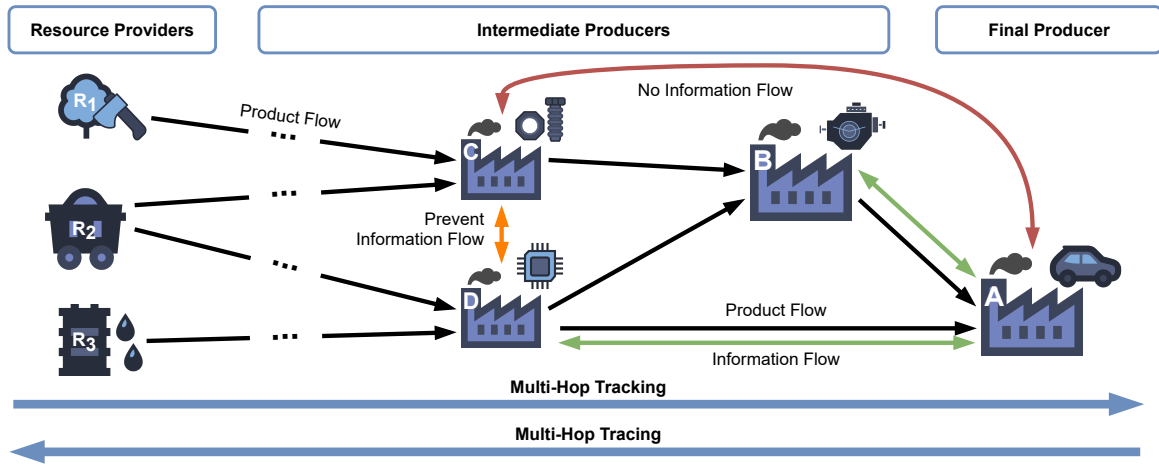 Resource Providers
Intermediate Producers
Final Producer
R1
Product Flow
No Information Flow
C
B
R2
Prevent
Information Flow
D
A
R3
Product Flow
Information Flow
Multi-Hop Tracking
Multi-Hop Tracing